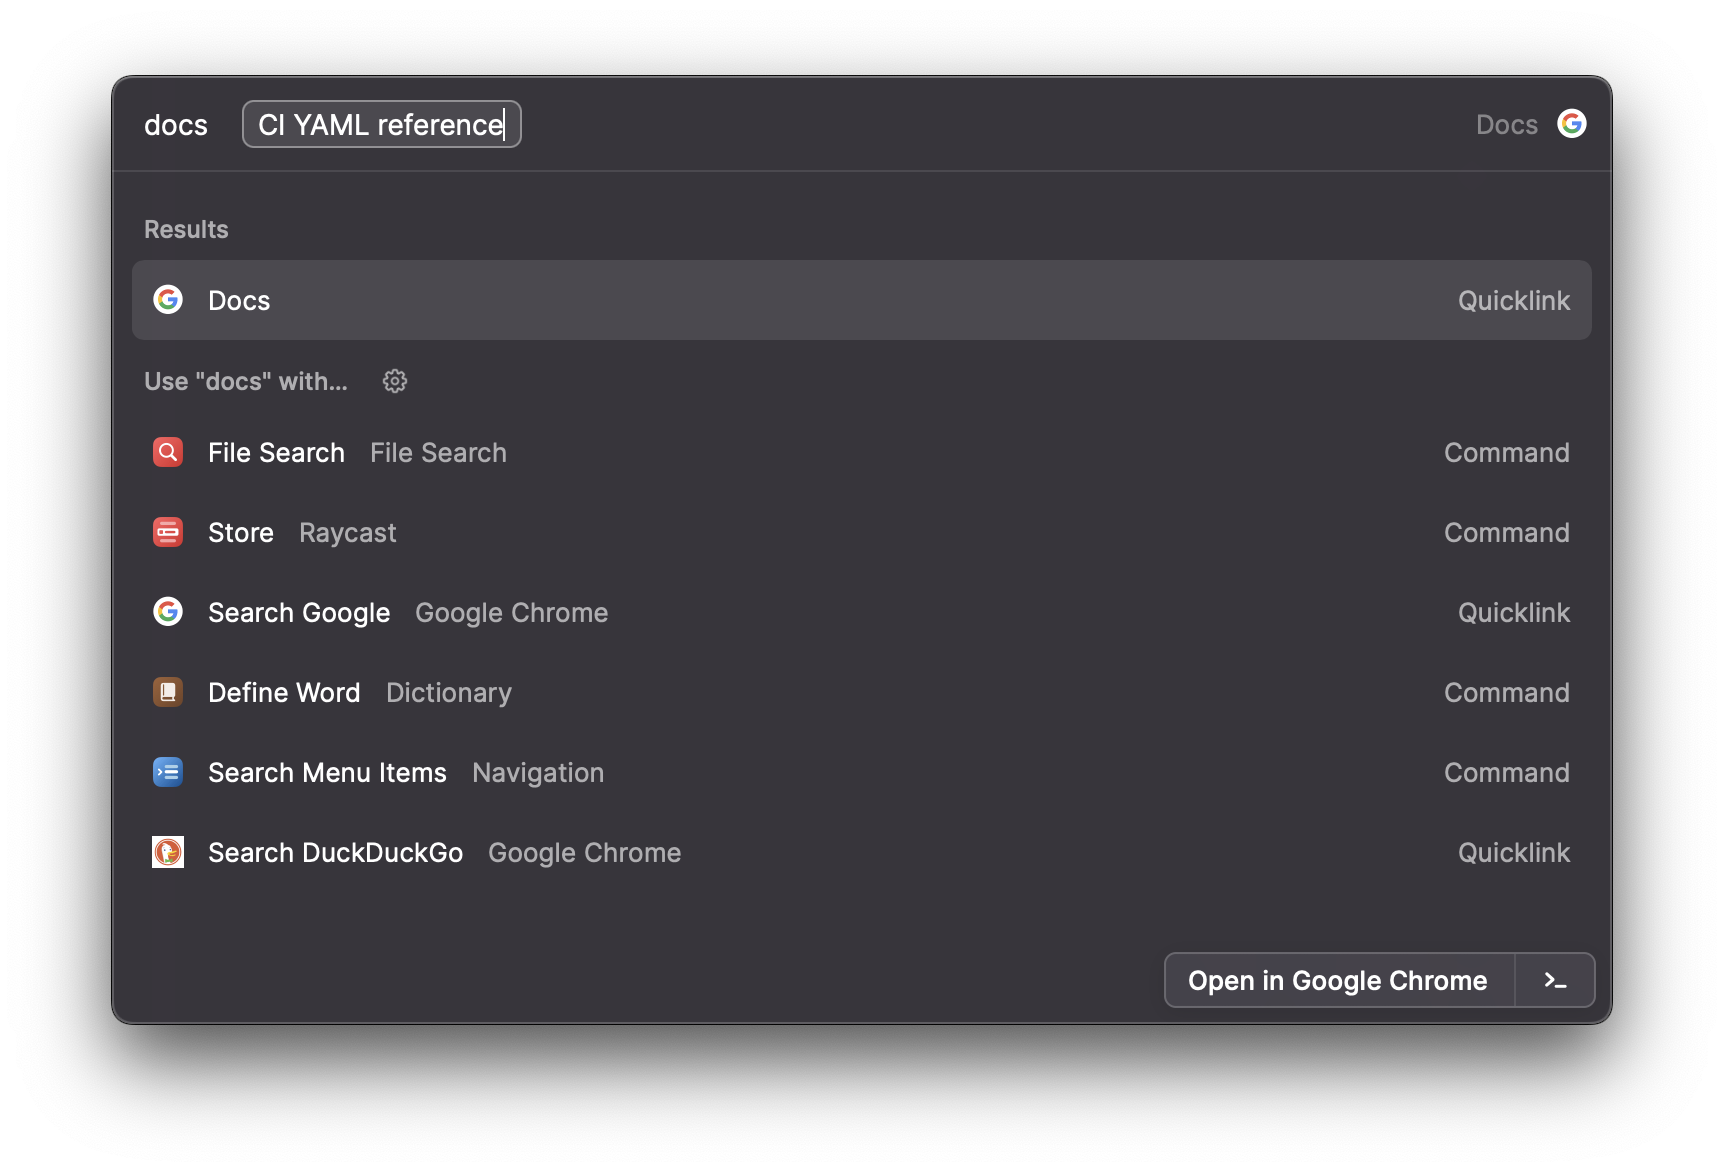 docs CI YAML reference Docs
Results
Docs Quicklink
Use "docs" with...
File Search File Search Command
Store Raycast Command
Search Google Google Chrome Quicklink
Define Word Dictionary Command
Search Menu Items Navigation Command
Search DuckDuckGo Google Chrome Quicklink
Open in Google Chrome >_